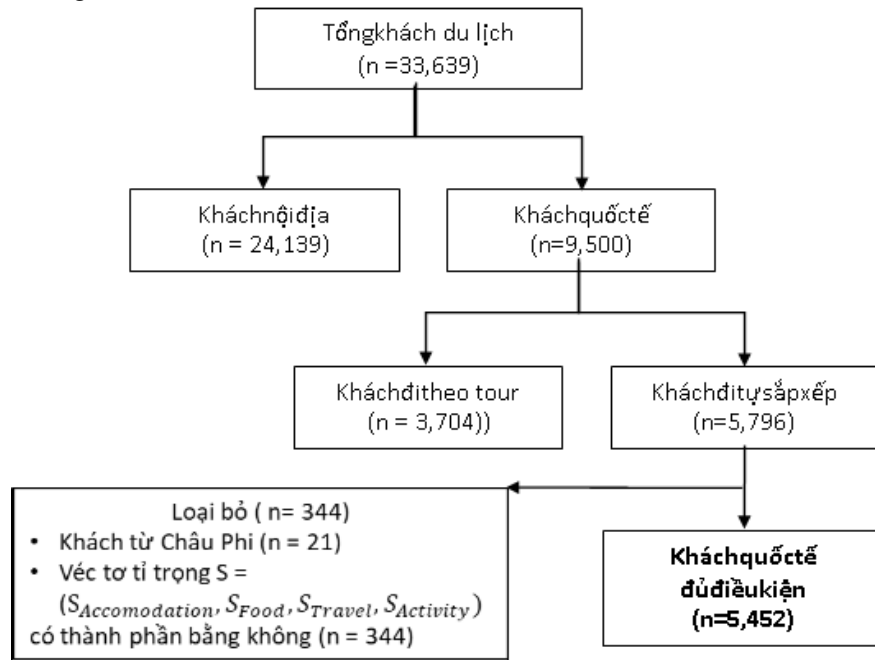 Tổngkhách du lịch
(n =33,639)
Kháchnộiđịa
(n = 24,139)
Kháchquốctế
(n=9,500)
Kháchđitheo tour
(n = 3,704))
Kháchđitựsắpxếp
(n=5,796)
Loại bỏ ( n= 344)
• Khách từ Châu Phi (n = 21)
• Véc tơ tỉ trọng S =
(S_Accomodation, S_Food, S_Travel, S_Activity)
có thành phần bằng không (n = 344)
Kháchquốctế
đủđiềukiện
(n=5,452)